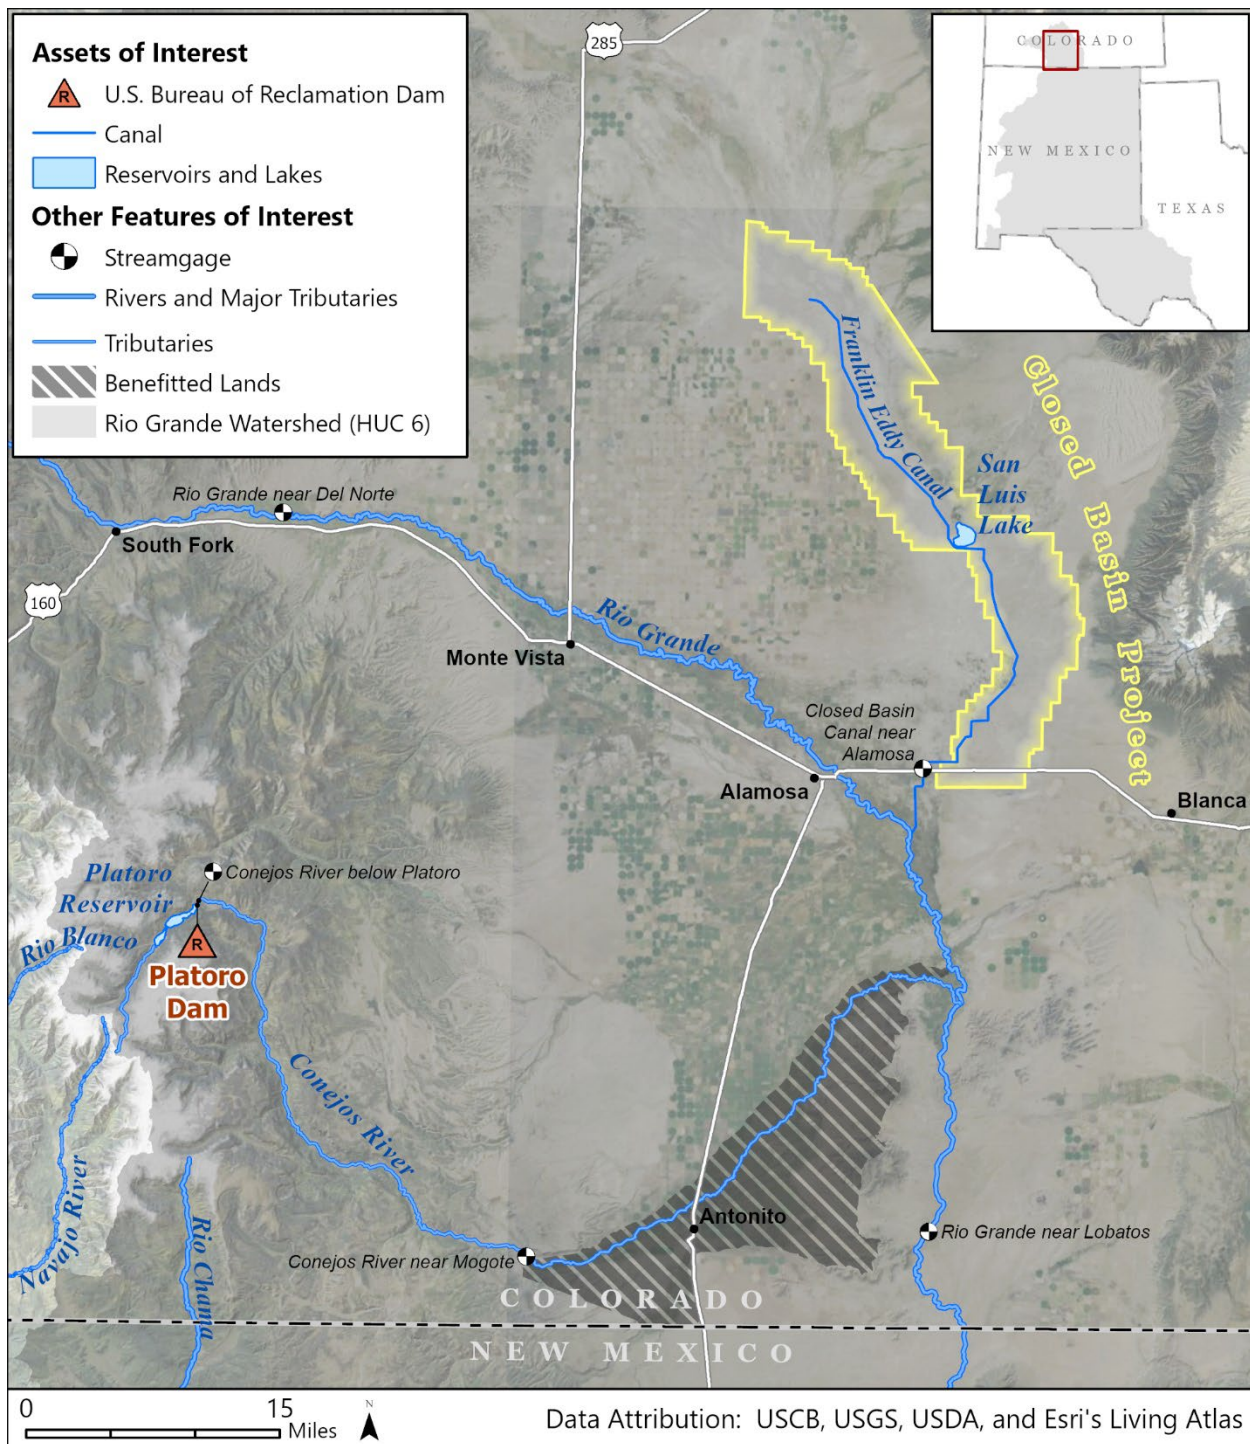 Assets of Interest
R
U.S. Bureau of Reclamation Dam
Canal
Reservoirs and Lakes
Other Features of Interest
Streamgage
Rivers and Major Tributaries
Tributaries
Benefitted Lands
Rio Grande Watershed (HUC 6)
285
COLORADO
NEW MEXICO
TEXAS
Franklin Eddy Canal
Closed Basin Project
San
Luis
Lake
Rio Grande near Del Norte
South Fork
160
Rio Grande
Monte Vista
Closed Basin
Canal near
Alamosa
Alamosa
Blanca
Platoro
Reservoir
Conejos River below Platoro
Rio Blanco
R
Platoro
Dam
Conejos River
Navajo River
Rio Chama
Antonito
Rio Grande near Lobatos
Conejos River near Mogote
COLORADO
NEW MEXICO
0 15
Miles
N
Data Attribution: USCB, USGS, USDA, and Esri's Living Atlas